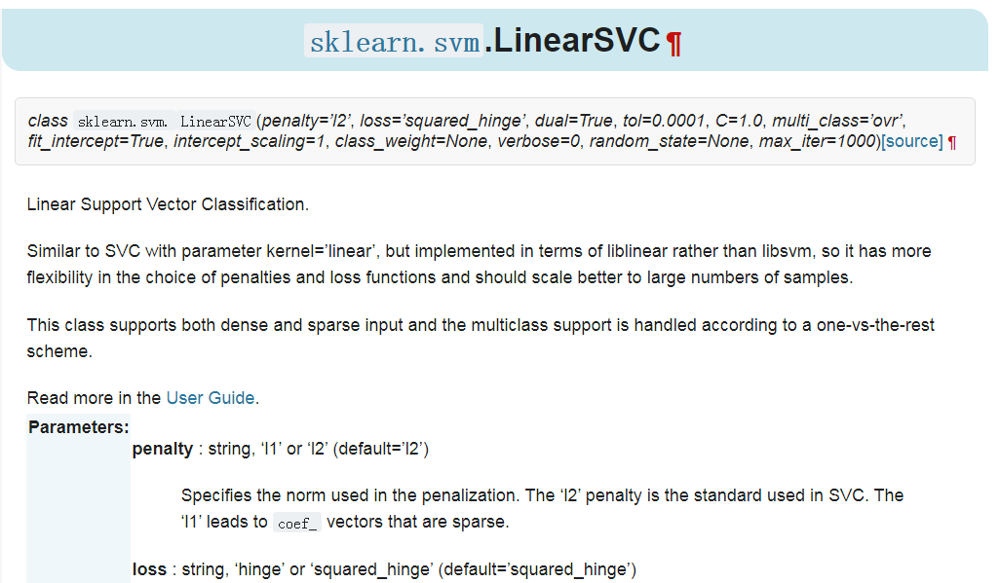 sklearn.svm.LinearSVC¶
class sklearn.svm. LinearSVC (penalty=’l2’, loss=’squared_hinge’, dual=True, tol=0.0001, C=1.0, multi_class=’ovr’,
fit_intercept=True, intercept_scaling=1, class_weight=None, verbose=0, random_state=None, max_iter=1000)[source] ¶
Linear Support Vector Classification.
Similar to SVC with parameter kernel=’linear’, but implemented in terms of liblinear rather than libsvm, so it has more
flexibility in the choice of penalties and loss functions and should scale better to large numbers of samples.
This class supports both dense and sparse input and the multiclass support is handled according to a one-vs-the-rest
scheme.
Read more in the User Guide.
Parameters:
penalty : string, ‘l1’ or ‘l2’ (default=’l2’)
Specifies the norm used in the penalization. The ‘l2’ penalty is the standard used in SVC. The
‘l1’ leads to coef_ vectors that are sparse.
loss : string, ‘hinge’ or ‘squared_hinge’ (default=’squared_hinge’)